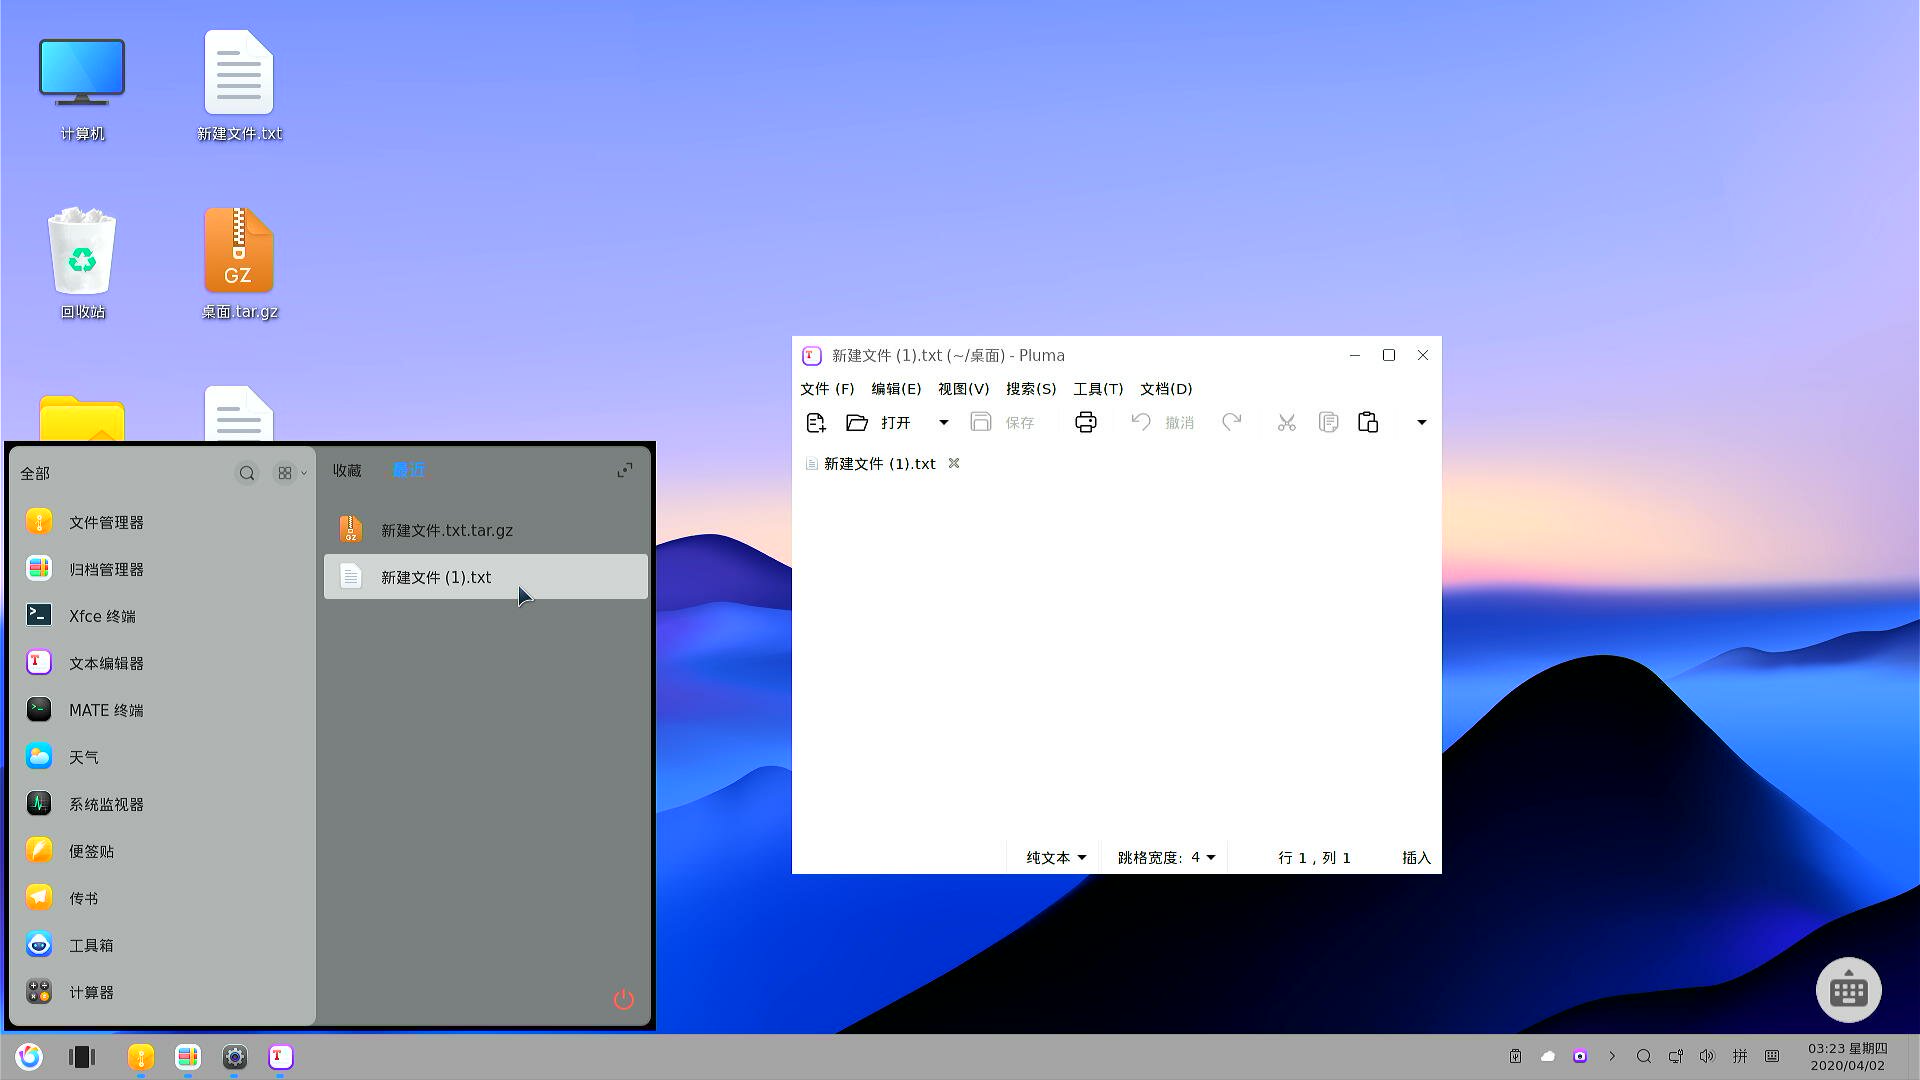 计算机
新建文件.txt
回收站
GZ
桌面.tar.gz
新建文件 (1).txt (~/桌面) - Pluma
文件 (F) 编辑(E) 视图(V) 搜索(S) 工具(T) 文档(D)
打开 保存 撤消
新建文件 (1).txt
纯文本 跳格宽度: 4 行 1 , 列 1 插入
全部
文件管理器
归档管理器
Xfce 终端
文本编辑器
MATE 终端
天气
系统监视器
便签贴
传书
工具箱
计算器
收藏 最近
GZ
新建文件.txt.tar.gz
新建文件 (1).txt
拼
03:23 星期四
2020/04/02